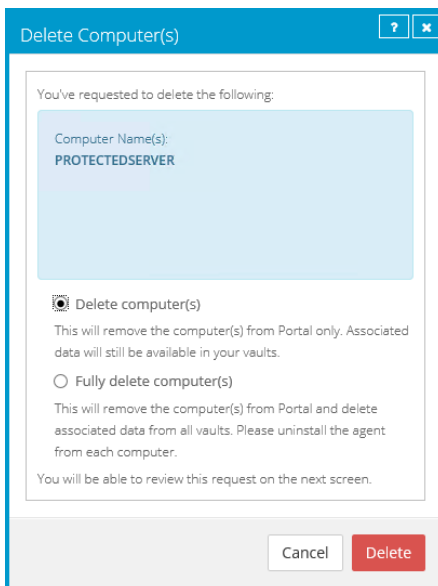 Delete Computer(s)
? x
You've requested to delete the following:
Computer Name(s):
PROTECTEDSERVER
Delete computer(s)
This will remove the computer(s) from Portal only. Associated
data will still be available in your vaults.
Fully delete computer(s)
This will remove the computer(s) from Portal and delete
associated data from all vaults. Please uninstall the agent
from each computer.
You will be able to review this request on the next screen.
Cancel Delete